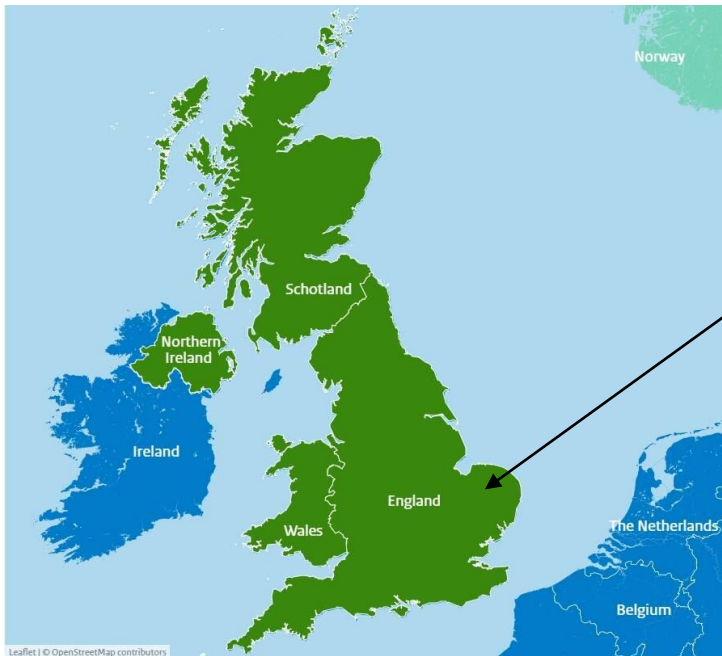 Norway
Schotland
Northern
Ireland
Ireland
England
Wales
The Netherlands
Belgium
Leaflet | © OpenStreetMap contributors